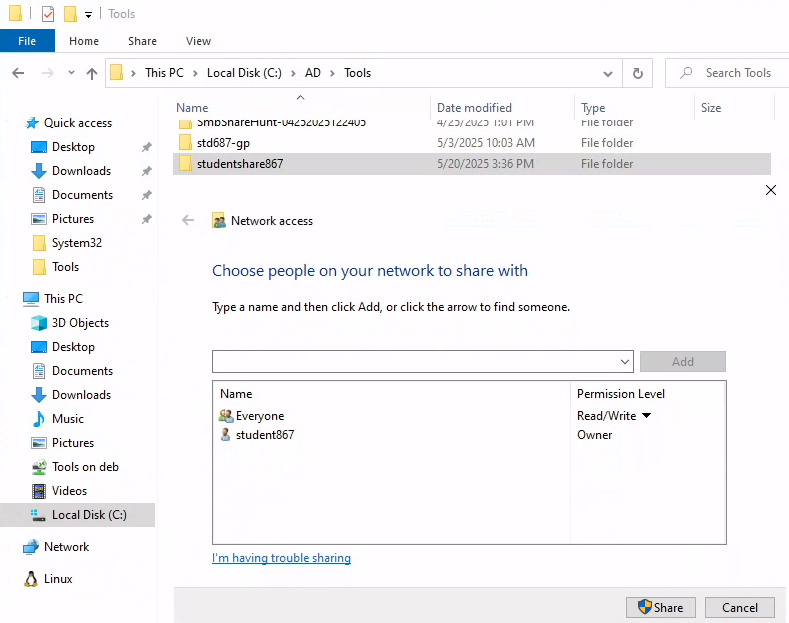 Tools
File Home Share View
This PC > Local Disk (C:) > AD > Tools Search Tools
Name Date modified Type Size
SmbShareHunt-04252025122405 4/25/2025 1:01 PM File folder
std687-gp 5/3/2025 10:03 AM File folder
studentshare867 5/20/2025 3:36 PM File folder
Quick access
Desktop
Downloads
Documents
Pictures
System32
Tools
This PC
3D Objects
Desktop
Documents
Downloads
Music
Pictures
Tools on deb
Videos
Local Disk (C:)
Network
Linux
Network access
Choose people on your network to share with
Type a name and then click Add, or click the arrow to find someone.
Add
Name Permission Level
Everyone Read/Write
student867 Owner
I'm having trouble sharing
Share Cancel